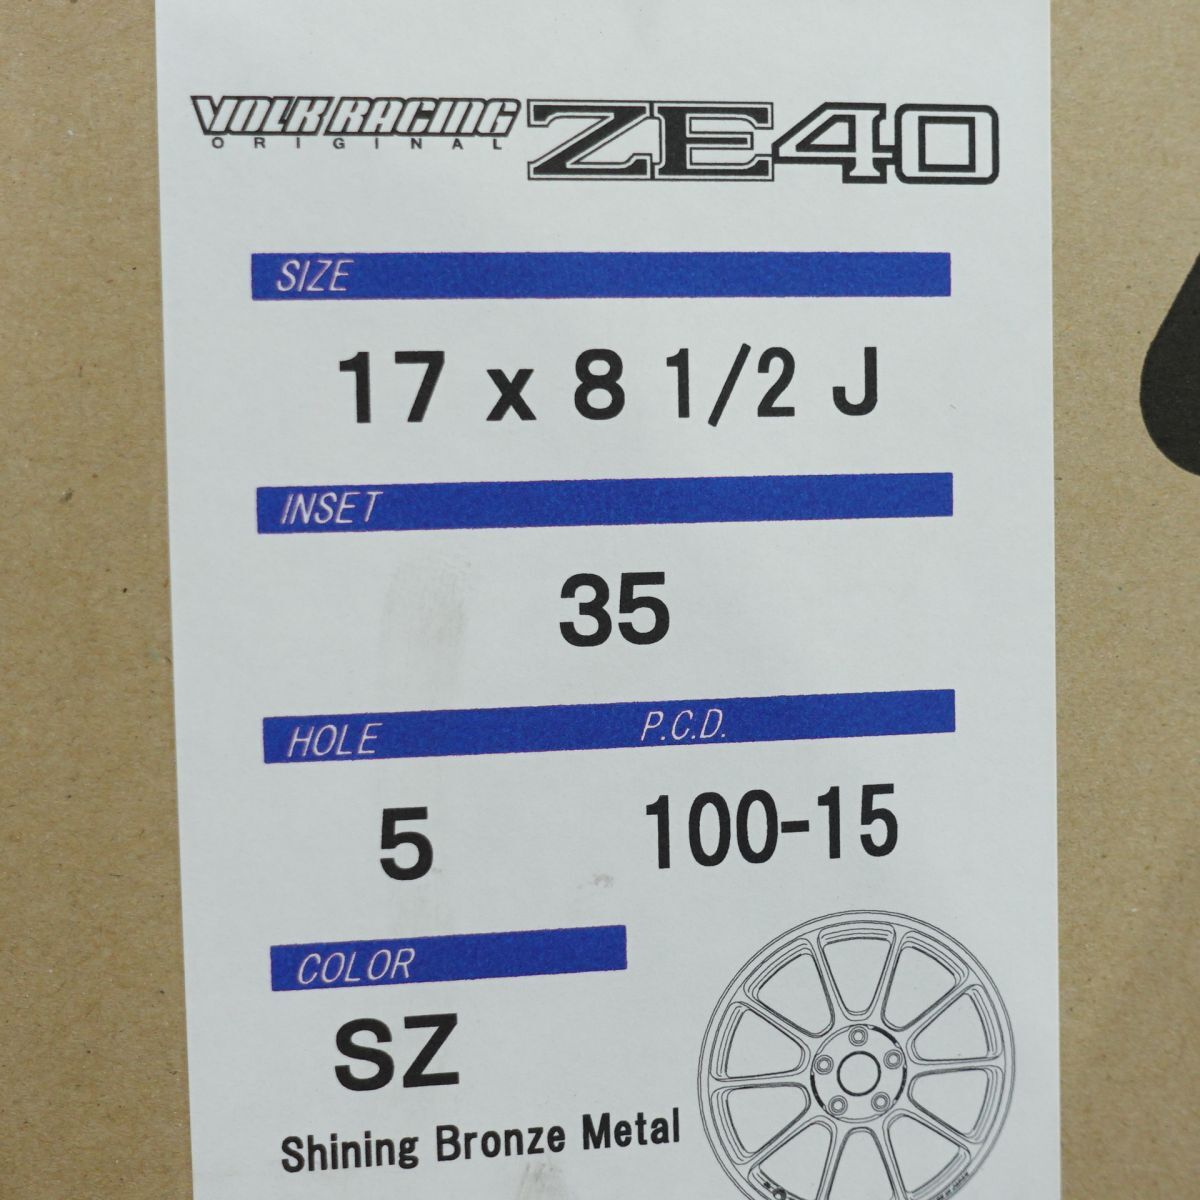 VOLK RACING ZE40
ORIGINAL
SIZE
17 x 8 1/2 J
INSET
35
HOLE P.C.D.
5 100-15
COLOR
SZ
Shining Bronze Metal